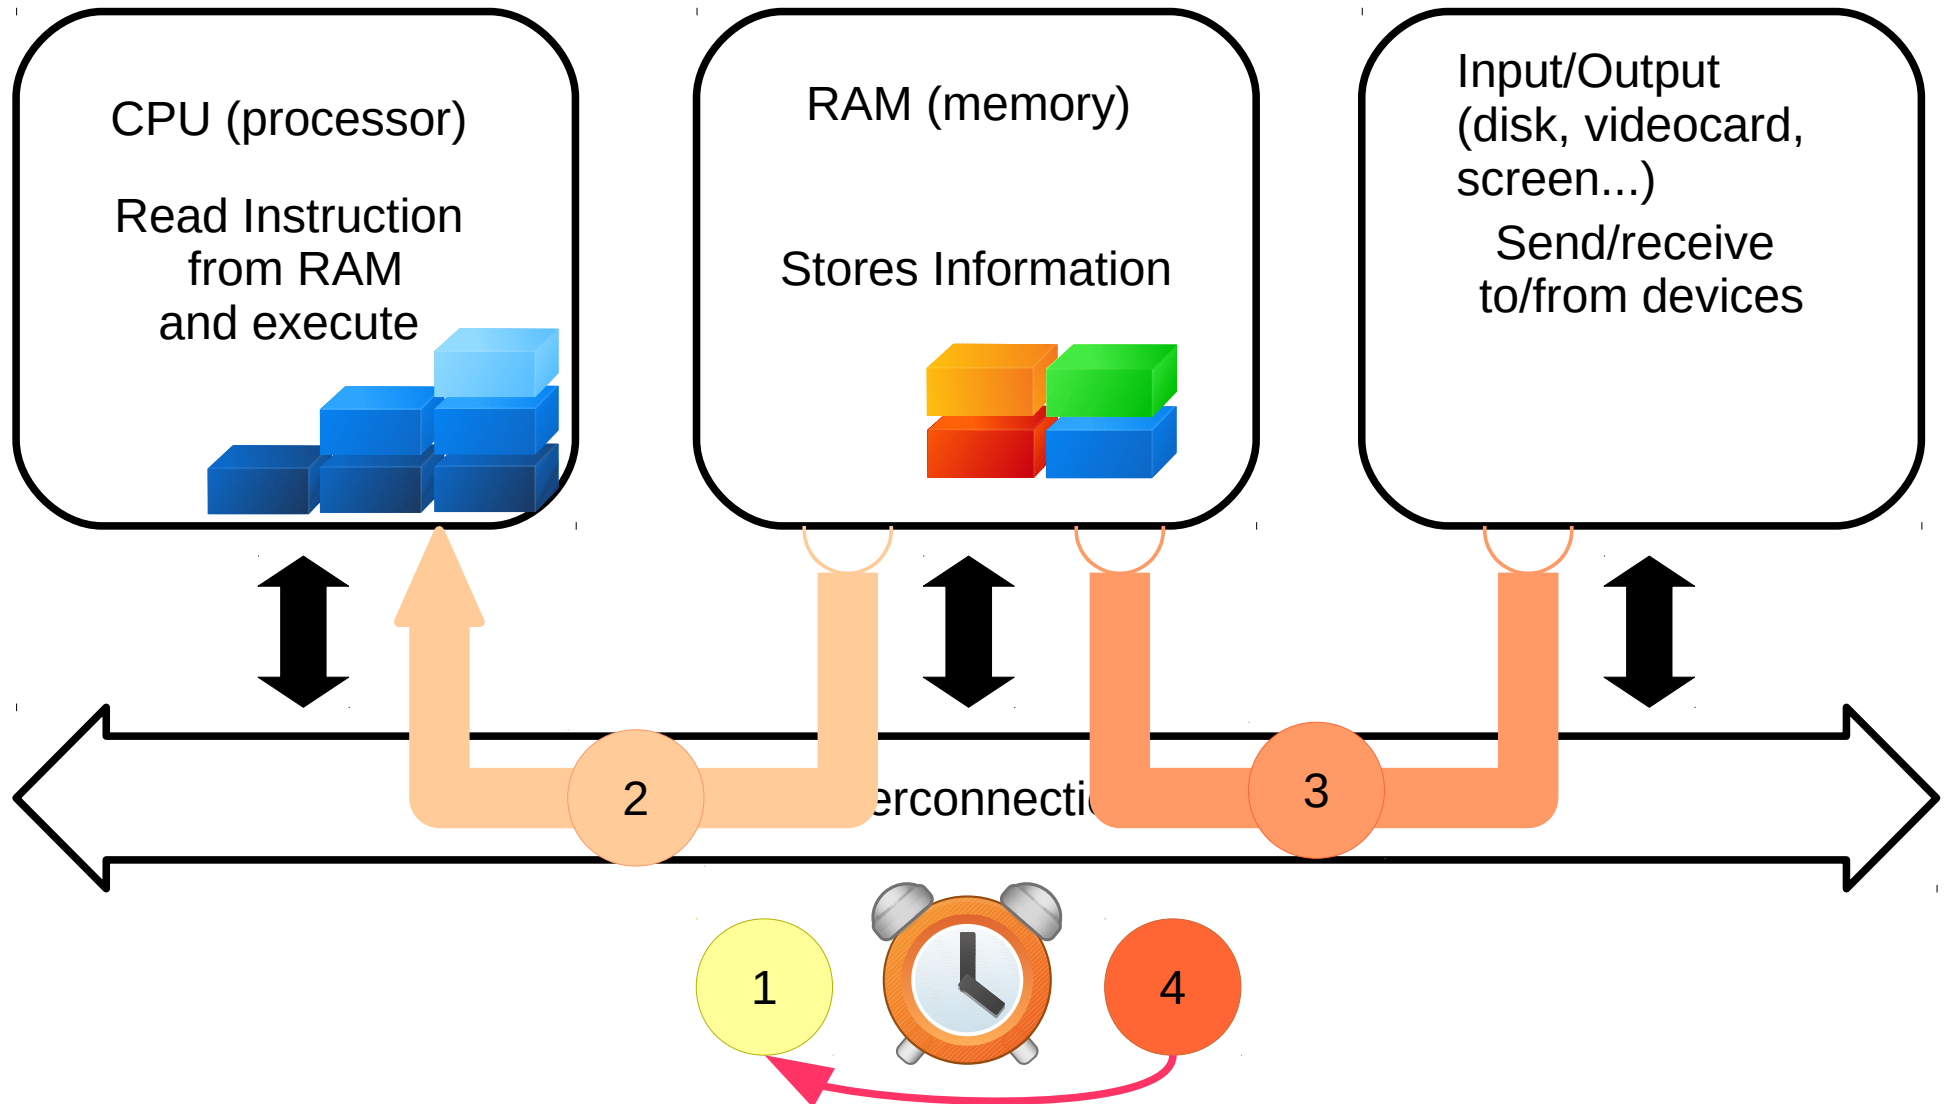 CPU (processor)
Read Instruction
from RAM
and execute
RAM (memory)
Stores Information
Input/Output
(disk, videocard,
screen...)
Send/receive
to/from devices
2
erconnecti
3
1
4